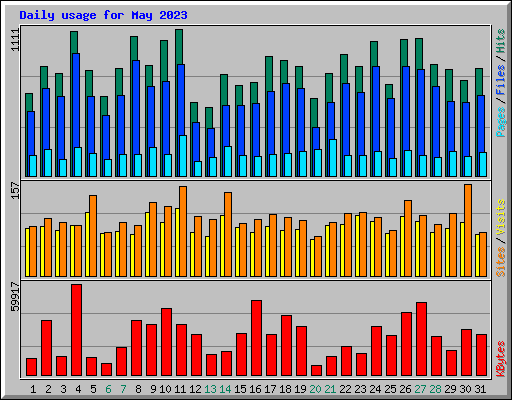 Daily usage for May 2023
1111
Pages / Files / Hits
157
Sites / Visits
59917
KBytes
1 2 3 4 5 6 7 8 9 10 11 12 13 14 15 16 17 18 19 20 21 22 23 24 25 26 27 28 29 30 31